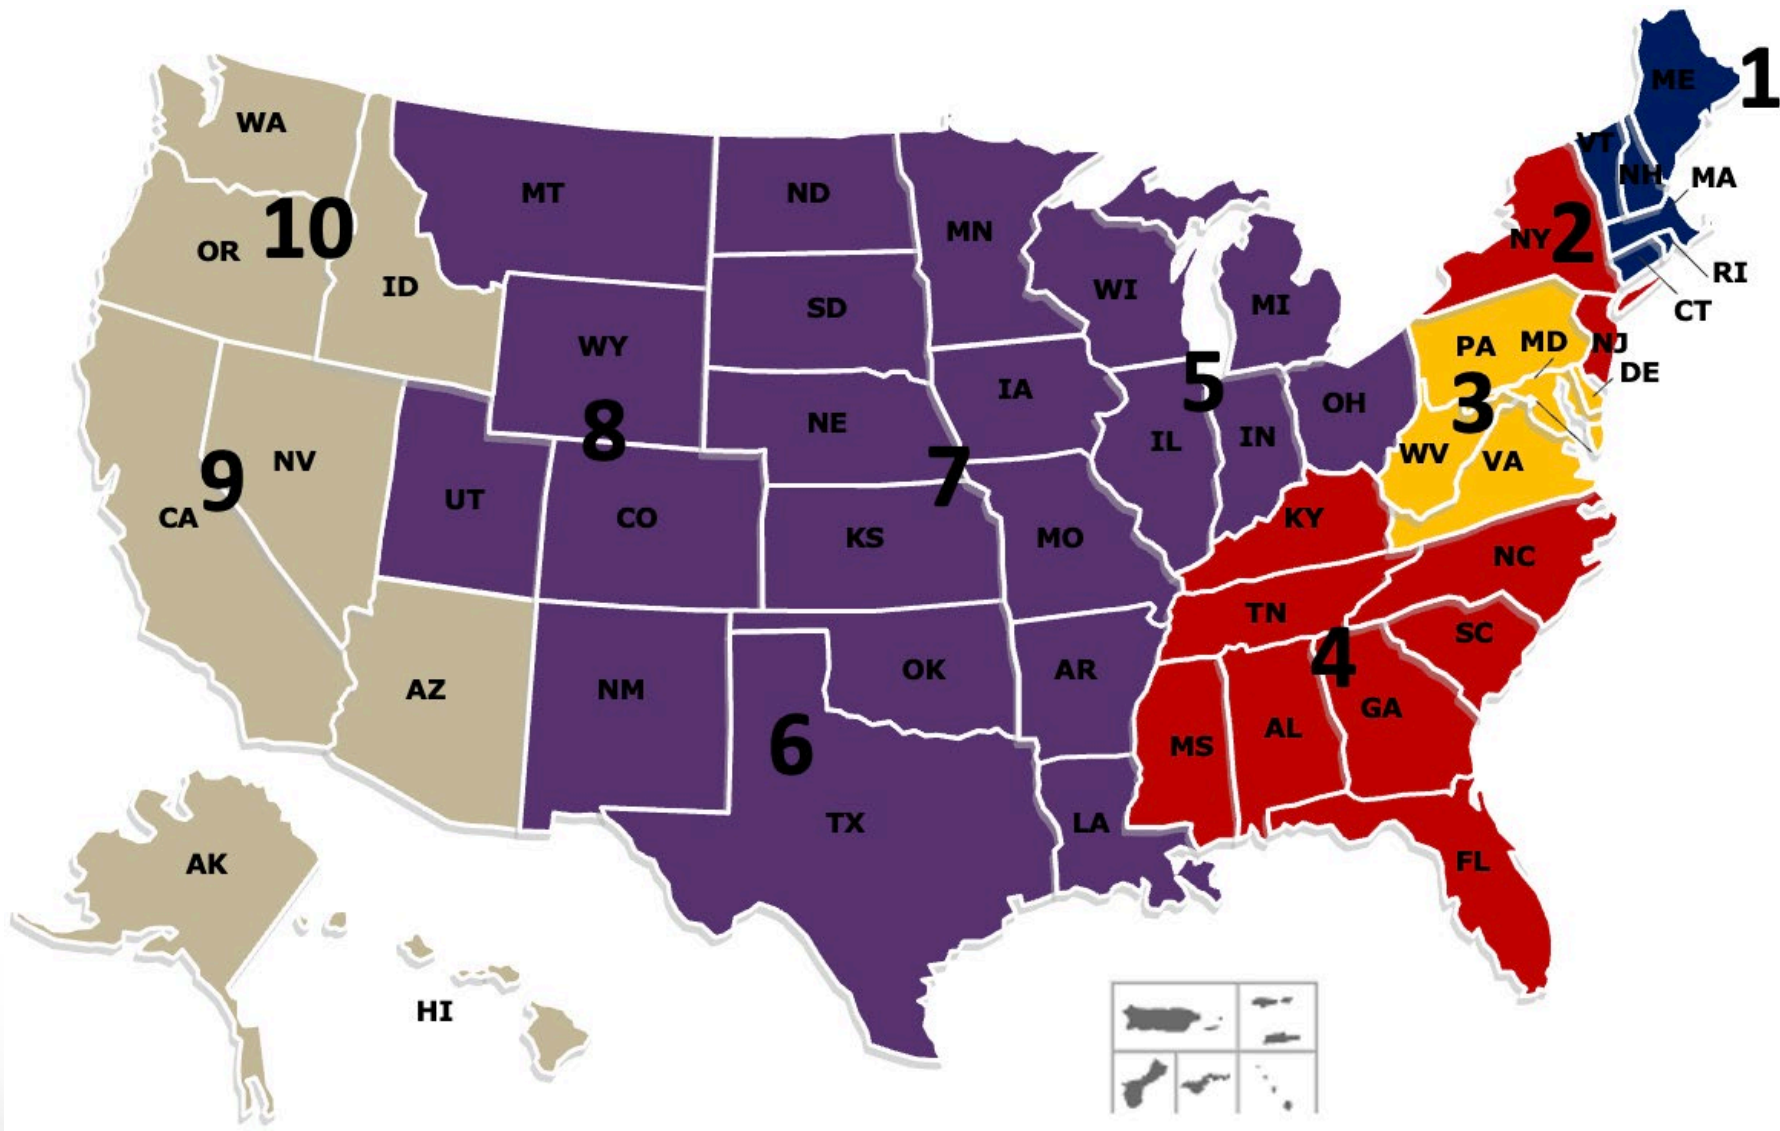 ME
1
WA
VT
NH
MA
MT
ND
10
OR
MN
NY
2
ID
WI
MI
RI
SD
CT
WY
PA
MD
NJ
DE
IA
5
3
OH
NE
8
IL
IN
NV
9
WV
VA
7
UT
CA
CO
KS
MO
KY
NC
TN
SC
4
OK
AR
AZ
NM
GA
6
MS
AL
TX
LA
AK
FL
HI